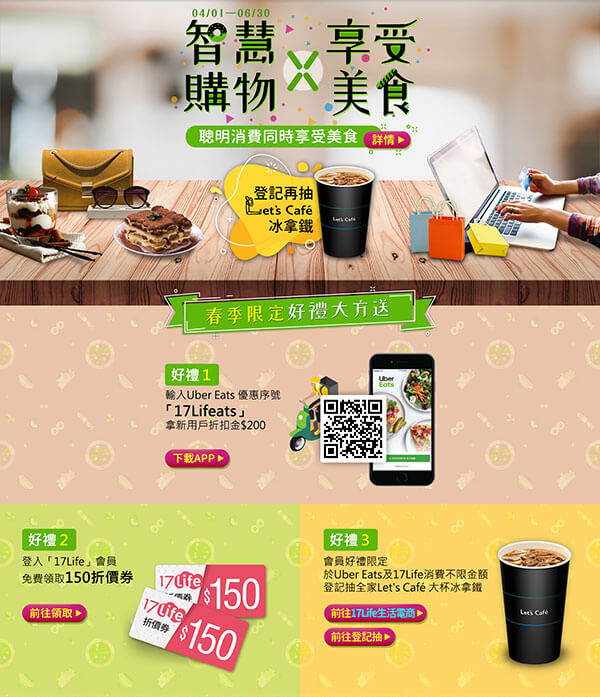 04/01—06/30
智慧 享受
購物 X 美食
聰明消費同時享受美食 詳情
登記再抽
Let's Café
冰拿鐵
Let's Café
春季限定好禮大方送
好禮1
輸入Uber Eats 優惠序號
「17Lifeats」
拿新用戶折扣金$200
下載APP
Uber
Eats
好禮2
登入「17Life」會員
免費領取150折價券
前往領取
17Life
折價券
$150
17Life
折價券
$150
好禮3
會員好禮限定
於Uber Eats及17Life消費不限金額
登記抽全家Let's Café 大杯冰拿鐵
前往17Life生活電商
前往登記抽
Let's Café